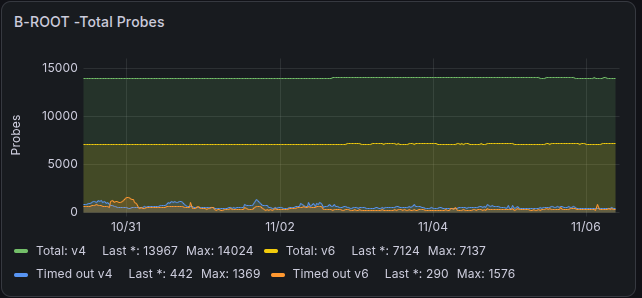 B-ROOT -Total Probes
15000
10000
5000
0
Probes
10/31 11/02 11/04 11/06
Total: v4 Last *: 13967 Max: 14024 Total: v6 Last *: 7124 Max: 7137
Timed out v4 Last *: 442 Max: 1369 Timed out v6 Last *: 290 Max: 1576